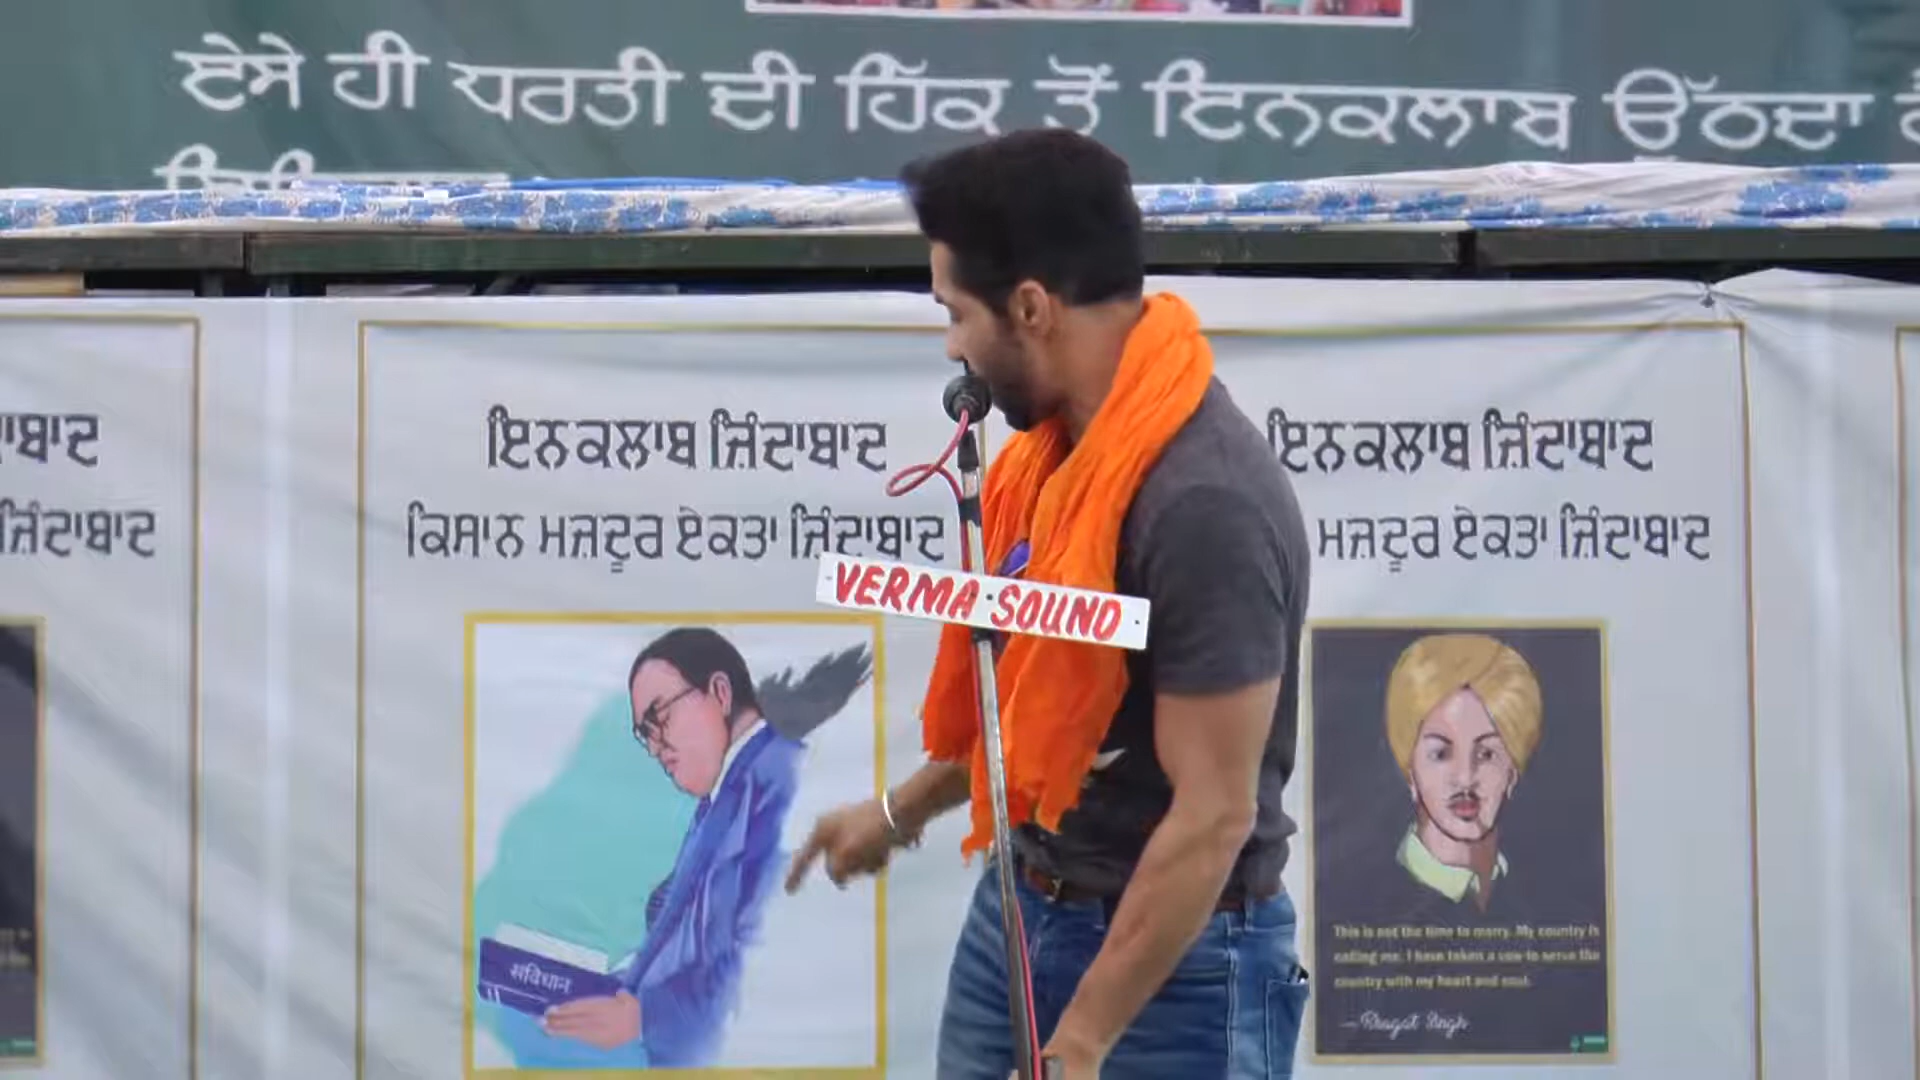 ਏਸੇ ਹੀ ਧਰਤੀ ਦੀ ਹਿੱਕ ਤੋਂ ਇਨਕਲਾਬ ਉੱਠਦਾ
ਇਨਕਲਾਬ ਜ਼ਿੰਦਾਬਾਦ
ਕਿਸਾਨ ਮਜ਼ਦੂਰ ਏਕਤਾ ਜ਼ਿੰਦਾਬਾਦ
ਇਨਕਲਾਬ ਜ਼ਿੰਦਾਬਾਦ
ਮਜ਼ਦੂਰ ਏਕਤਾ ਜ਼ਿੰਦਾਬਾਦ
ਜ਼ਿੰਦਾਬਾਦ
VERMA·SOUND
संविधान
This is not the time to marry. My country is
calling me. I have taken a vow to serve the
country with my heart and soul.
—Bhagat Singh